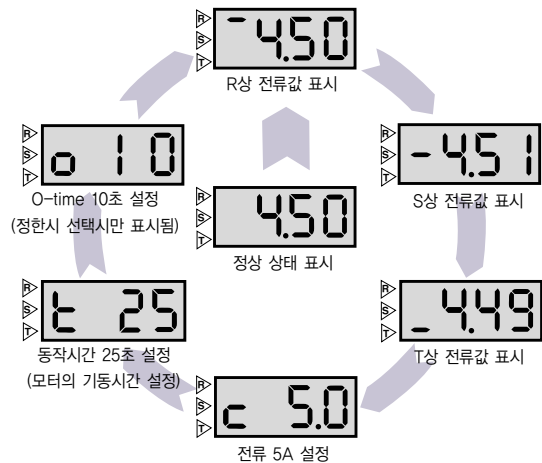 R
S
T
¯4.50
R상 전류값 표시
R
S
T
o 10
O-time 10초 설정
(정한시 선택시만 표시됨)
R
S
T
4.50
정상 상태 표시
R
S
T
-4.51
S상 전류값 표시
R
S
T
t 25
동작시간 25초 설정
(모터의 기동시간 설정)
R
S
T
_4.49
T상 전류값 표시
R
S
T
c 5.0
전류 5A 설정